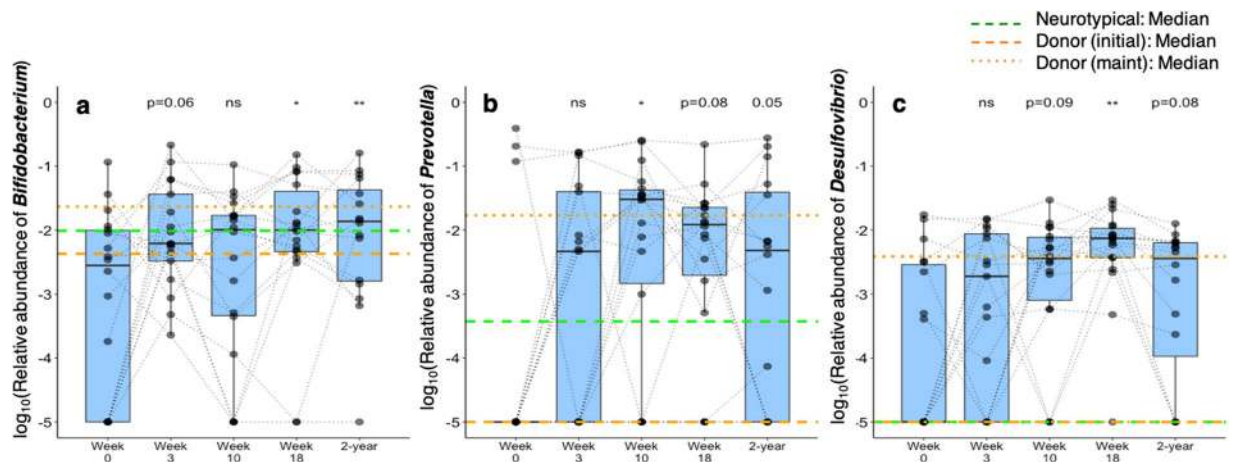 Neurotypical: Median
Donor (initial): Median
Donor (maint): Median
log10(Relative abundance of Bifidobacterium)
a
0
-1
-2
-3
-4
-5
p=0.06 ns * **
Week 0 Week 3 Week 10 Week 18 2-year
log10(Relative abundance of Prevotella)
b
0
-1
-2
-3
-4
-5
ns * p=0.08 0.05
Week 0 Week 3 Week 10 Week 18 2-year
log10(Relative abundance of Desulfovibrio)
c
0
-1
-2
-3
-4
-5
ns p=0.09 ** p=0.08
Week 0 Week 3 Week 10 Week 18 2-year